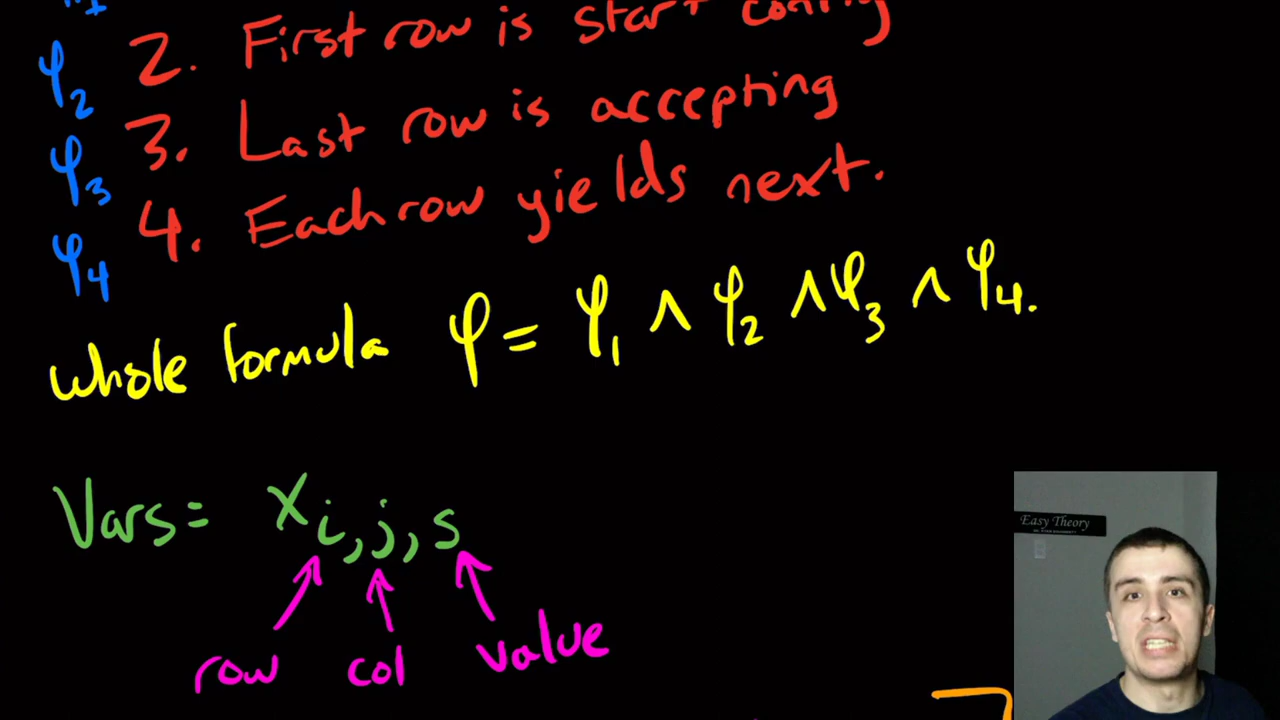 φ₂ 2. First row is start config
φ₃ 3. Last row is accepting
φ₄ 4. Each row yields next.
whole formula φ = φ₁ ∧ φ₂ ∧ φ₃ ∧ φ₄.
Vars = x i,j,s
row col value
Easy Theory